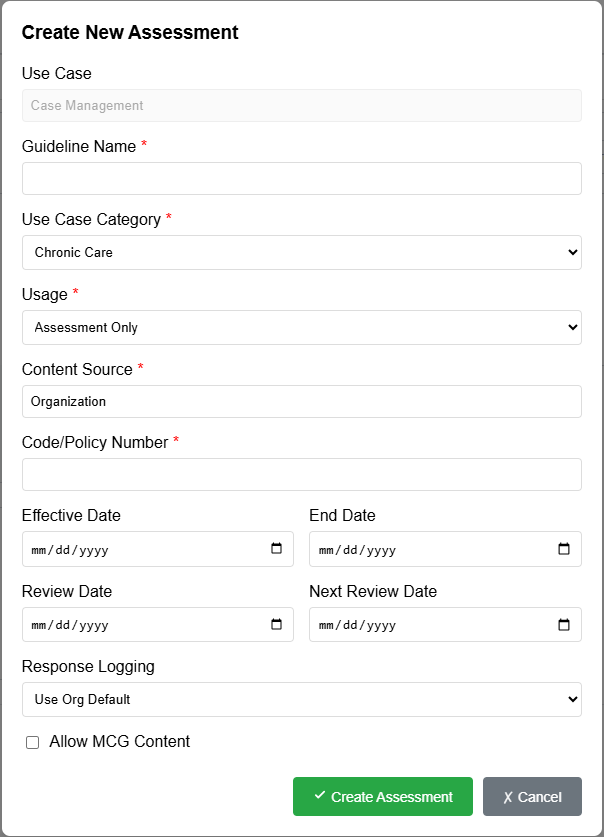 Create New Assessment
Use Case
Case Management
Guideline Name *
Use Case Category *
Chronic Care
Usage *
Assessment Only
Content Source *
Organization
Code/Policy Number *
Effective Date End Date
mm/dd/yyyy mm/dd/yyyy
Review Date Next Review Date
mm/dd/yyyy mm/dd/yyyy
Response Logging
Use Org Default
Allow MCG Content
✓ Create Assessment ✗ Cancel